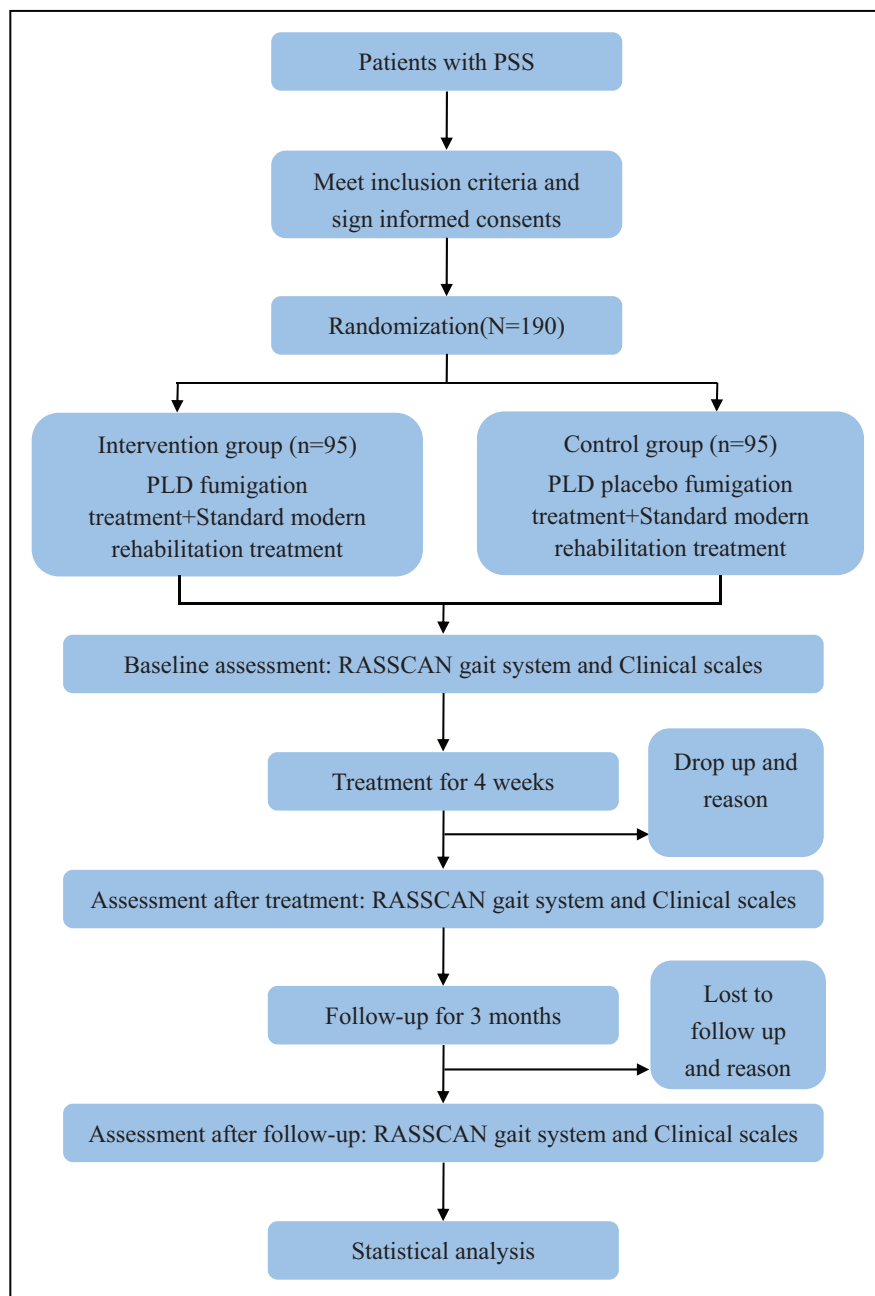 Patients with PSS
Meet inclusion criteria and
sign informed consents
Randomization(N=190)
Intervention group (n=95)
PLD fumigation
treatment+Standard modern
rehabilitation treatment
Control group (n=95)
PLD placebo fumigation
treatment+Standard modern
rehabilitation treatment
Baseline assessment: RASSCAN gait system and Clinical scales
Treatment for 4 weeks
Drop up and
reason
Assessment after treatment: RASSCAN gait system and Clinical scales
Follow-up for 3 months
Lost to
follow up
and reason
Assessment after follow-up: RASSCAN gait system and Clinical scales
Statistical analysis